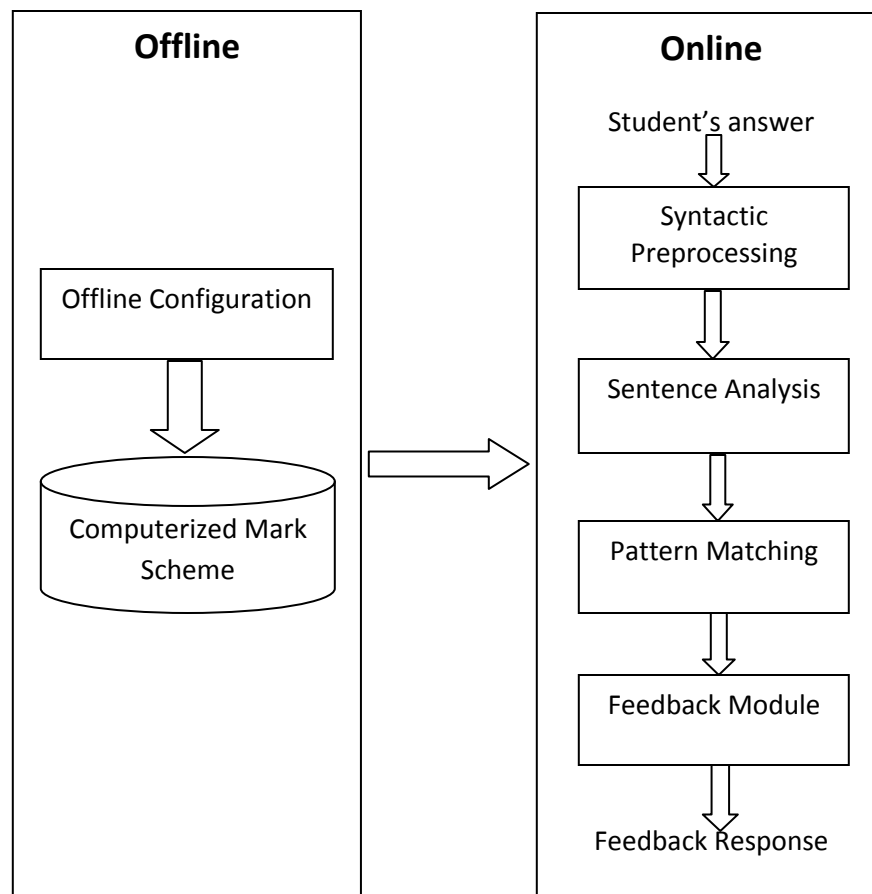 Offline
Offline Configuration
Computerized Mark
Scheme
Online
Student’s answer
Syntactic
Preprocessing
Sentence Analysis
Pattern Matching
Feedback Module
Feedback Response